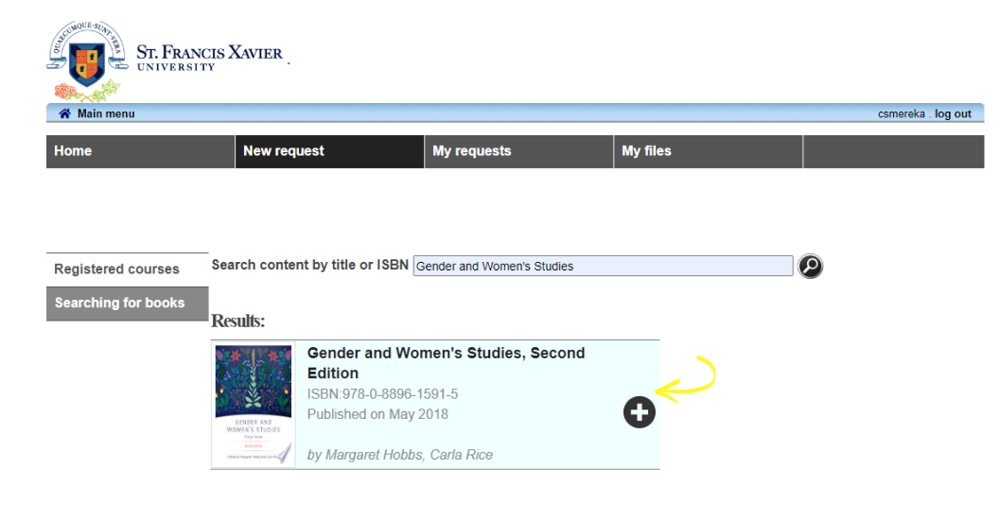 QUAECUMQUE·SUNT·VERA
ST. FRANCIS XAVIER
UNIVERSITY
Main menu
csmereka . log out
Home New request My requests My files
Registered courses
Searching for books
Search content by title or ISBN Gender and Women's Studies
Results:
GENDER AND
WOMEN'S STUDIES
Gender and Women's Studies, Second
Edition
ISBN:978-0-8896-1591-5
Published on May 2018
by Margaret Hobbs, Carla Rice